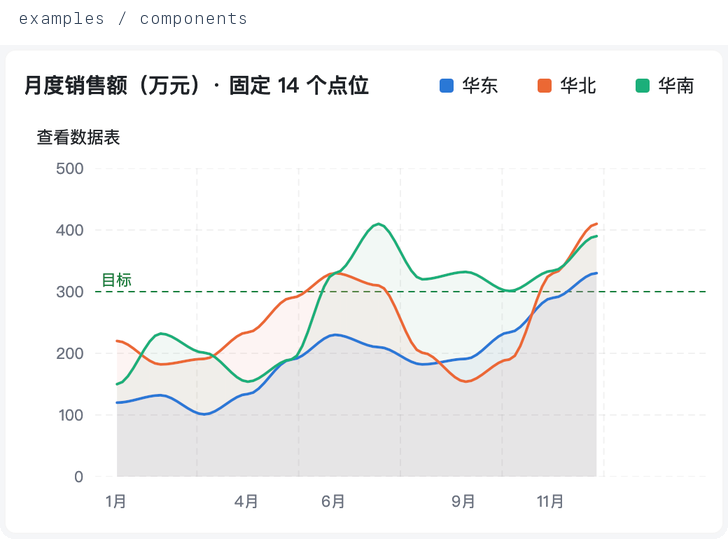 examples / components
月度销售额（万元）· 固定 14 个点位
华东 华北 华南
查看数据表
500
400
目标
300
200
100
0
1月 4月 6月 9月 11月